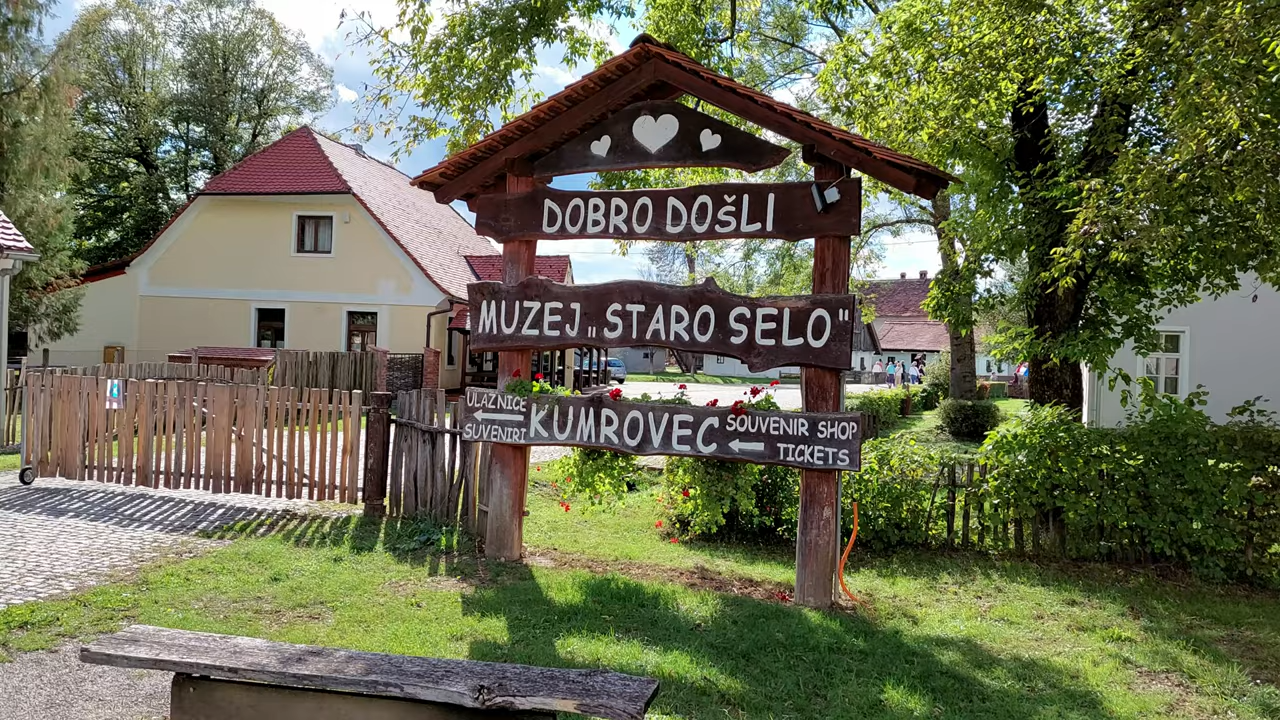 DOBRO DOŠLI
MUZEJ „STARO SELO"
ULAZNICE
SUVENIRI
KUMROVEC
SOUVENIR SHOP
TICKETS